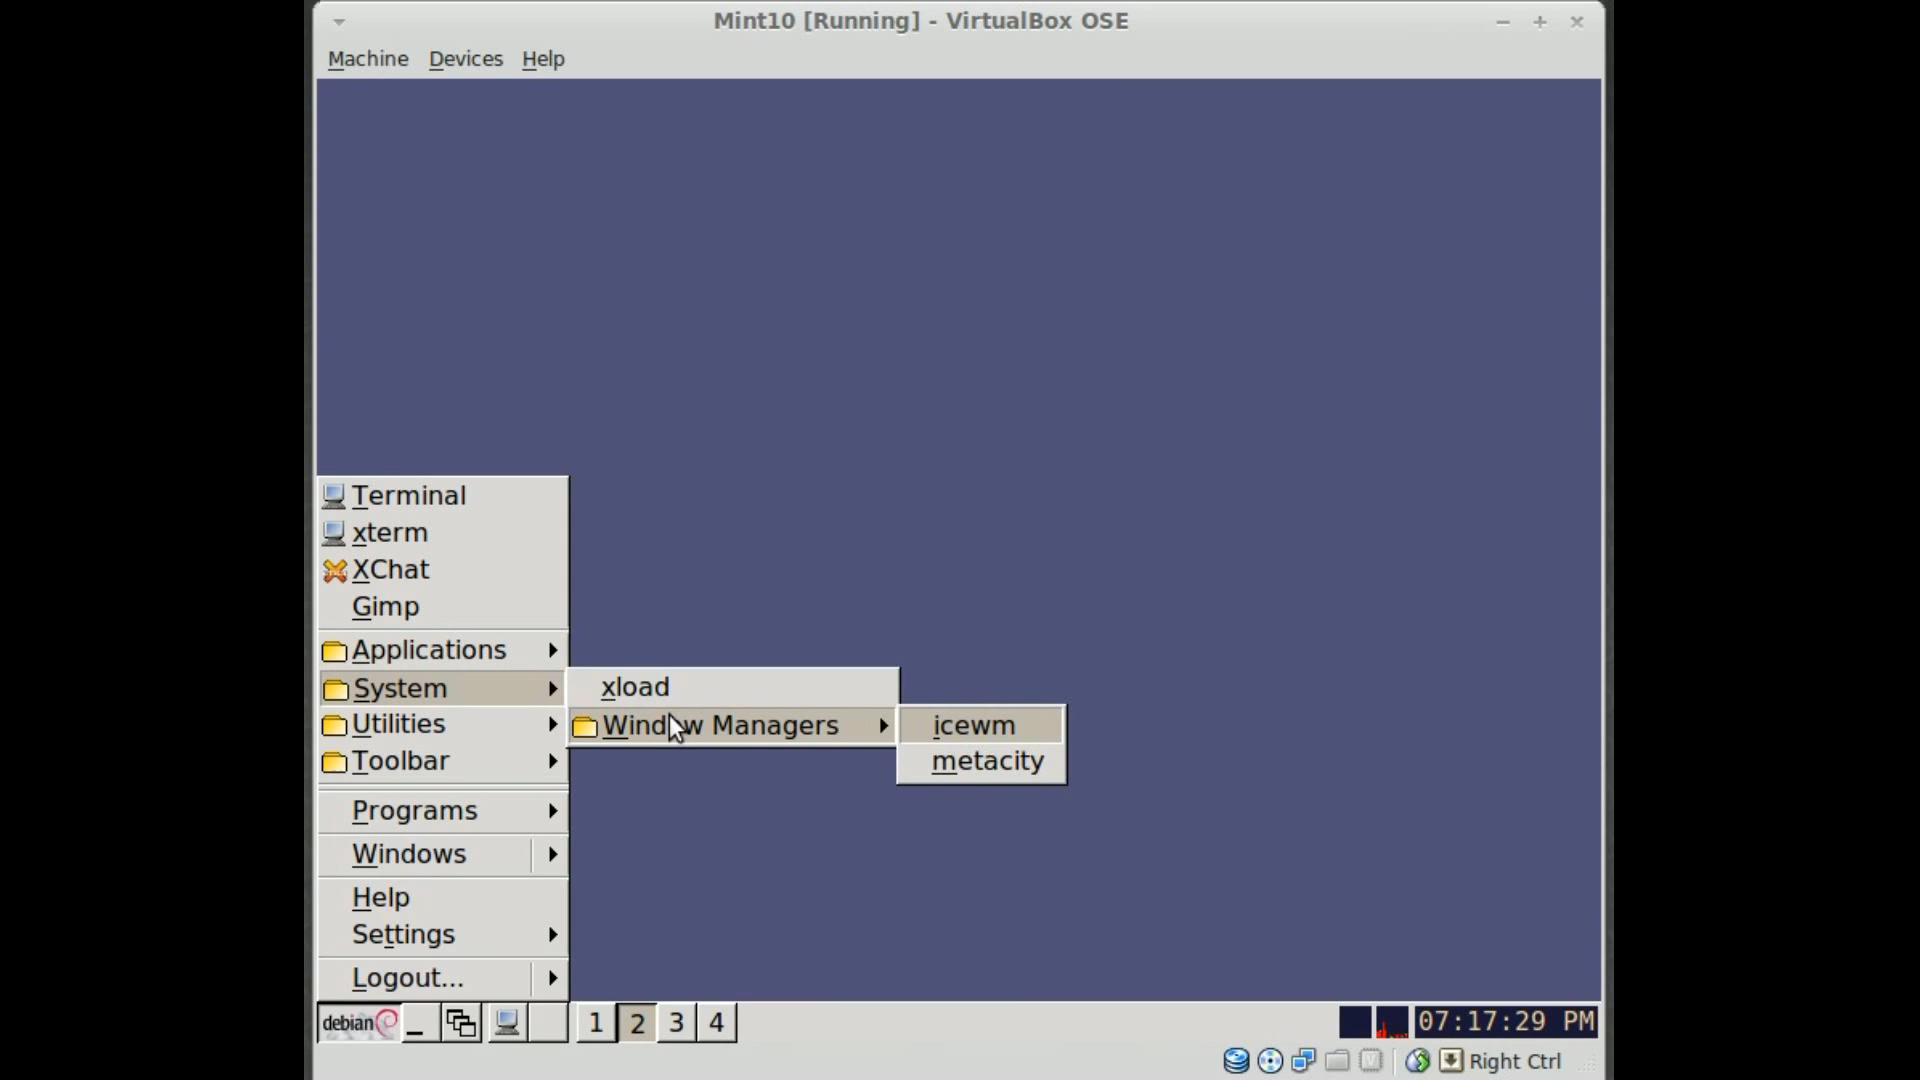 Mint10 [Running] - VirtualBox OSE
Machine Devices Help
Terminal
xterm
XChat
Gimp
Applications
System
xload
Window Managers
icewm
Utilities
metacity
Toolbar
Programs
Windows
Help
Settings
Logout...
debian 1 2 3 4 07:17:29 PM
Right Ctrl